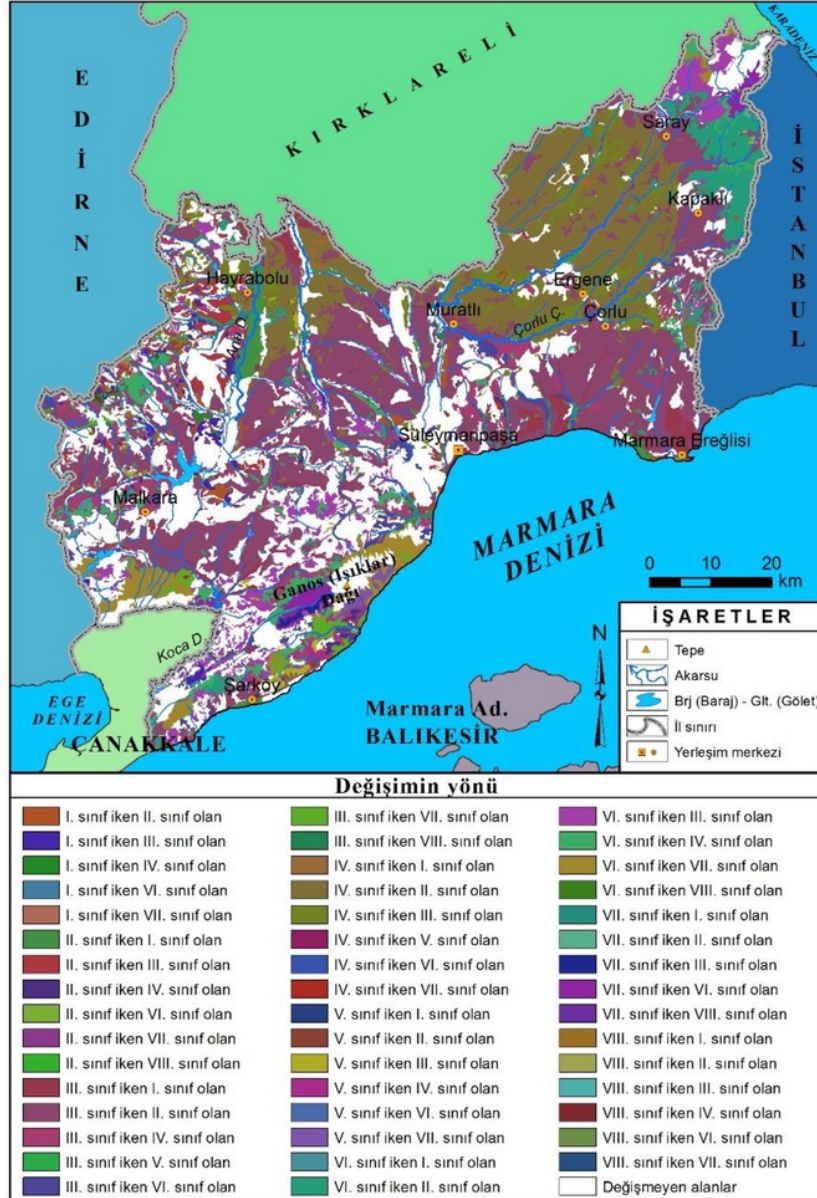 KARADENİZ
KIRKLARELİ
EDİRNE
İSTANBUL
Saray
Kapaklı
Hayrabolu
Ergene
Muratlı
Çorlu Ç.
Çorlu
Ana D.
Süleymanpaşa
Marmara Ereğlisi
Malkara
MARMARA
DENİZİ
0 10 20
km
Ganos (Işıklar)
Dağı
Koca D.
Şarköy
EGE
DENİZİ
ÇANAKKALE
Marmara Ad.
BALIKESİR
N
İŞARETLER
Tepe
Akarsu
Brj (Baraj) - Glt. (Gölet)
İl sınırı
Yerleşim merkezi
Değişimin yönü
I. sınıf iken II. sınıf olan
I. sınıf iken III. sınıf olan
I. sınıf iken IV. sınıf olan
I. sınıf iken VI. sınıf olan
I. sınıf iken VII. sınıf olan
II. sınıf iken I. sınıf olan
II. sınıf iken III. sınıf olan
II. sınıf iken IV. sınıf olan
II. sınıf iken VI. sınıf olan
II. sınıf iken VII. sınıf olan
II. sınıf iken VIII. sınıf olan
III. sınıf iken I. sınıf olan
III. sınıf iken II. sınıf olan
III. sınıf iken IV. sınıf olan
III. sınıf iken V. sınıf olan
III. sınıf iken VI. sınıf olan
III. sınıf iken VII. sınıf olan
III. sınıf iken VIII. sınıf olan
IV. sınıf iken I. sınıf olan
IV. sınıf iken II. sınıf olan
IV. sınıf iken III. sınıf olan
IV. sınıf iken V. sınıf olan
IV. sınıf iken VI. sınıf olan
IV. sınıf iken VII. sınıf olan
V. sınıf iken I. sınıf olan
V. sınıf iken II. sınıf olan
V. sınıf iken III. sınıf olan
V. sınıf iken IV. sınıf olan
V. sınıf iken VI. sınıf olan
V. sınıf iken VII. sınıf olan
VI. sınıf iken I. sınıf olan
VI. sınıf iken II. sınıf olan
VI. sınıf iken III. sınıf olan
VI. sınıf iken IV. sınıf olan
VI. sınıf iken VII. sınıf olan
VI. sınıf iken VIII. sınıf olan
VII. sınıf iken I. sınıf olan
VII. sınıf iken II. sınıf olan
VII. sınıf iken III. sınıf olan
VII. sınıf iken VI. sınıf olan
VII. sınıf iken VIII. sınıf olan
VIII. sınıf iken I. sınıf olan
VIII. sınıf iken II. sınıf olan
VIII. sınıf iken III. sınıf olan
VIII. sınıf iken IV. sınıf olan
VIII. sınıf iken VI. sınıf olan
VIII. sınıf iken VII. sınıf olan
Değişmeyen alanlar